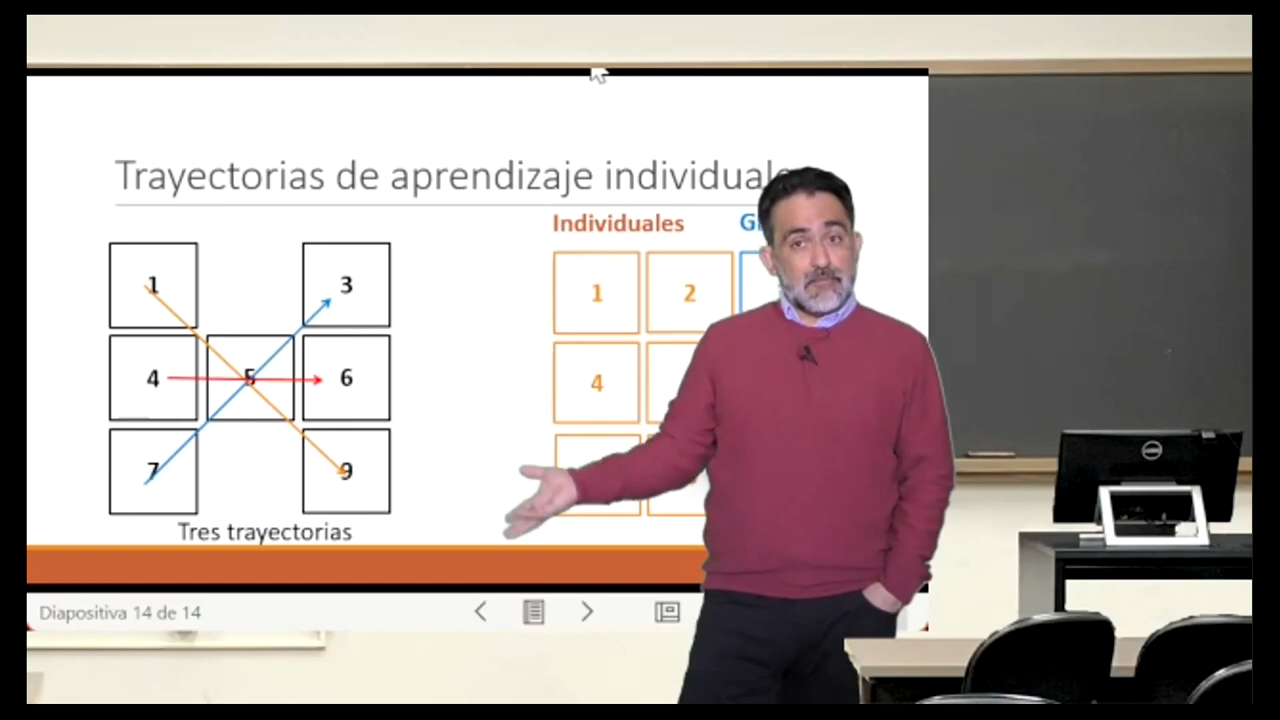 Trayectorias de aprendizaje individual
Individuales
1 3
1 2
4 5 6
4
7 9
Tres trayectorias
Diapositiva 14 de 14